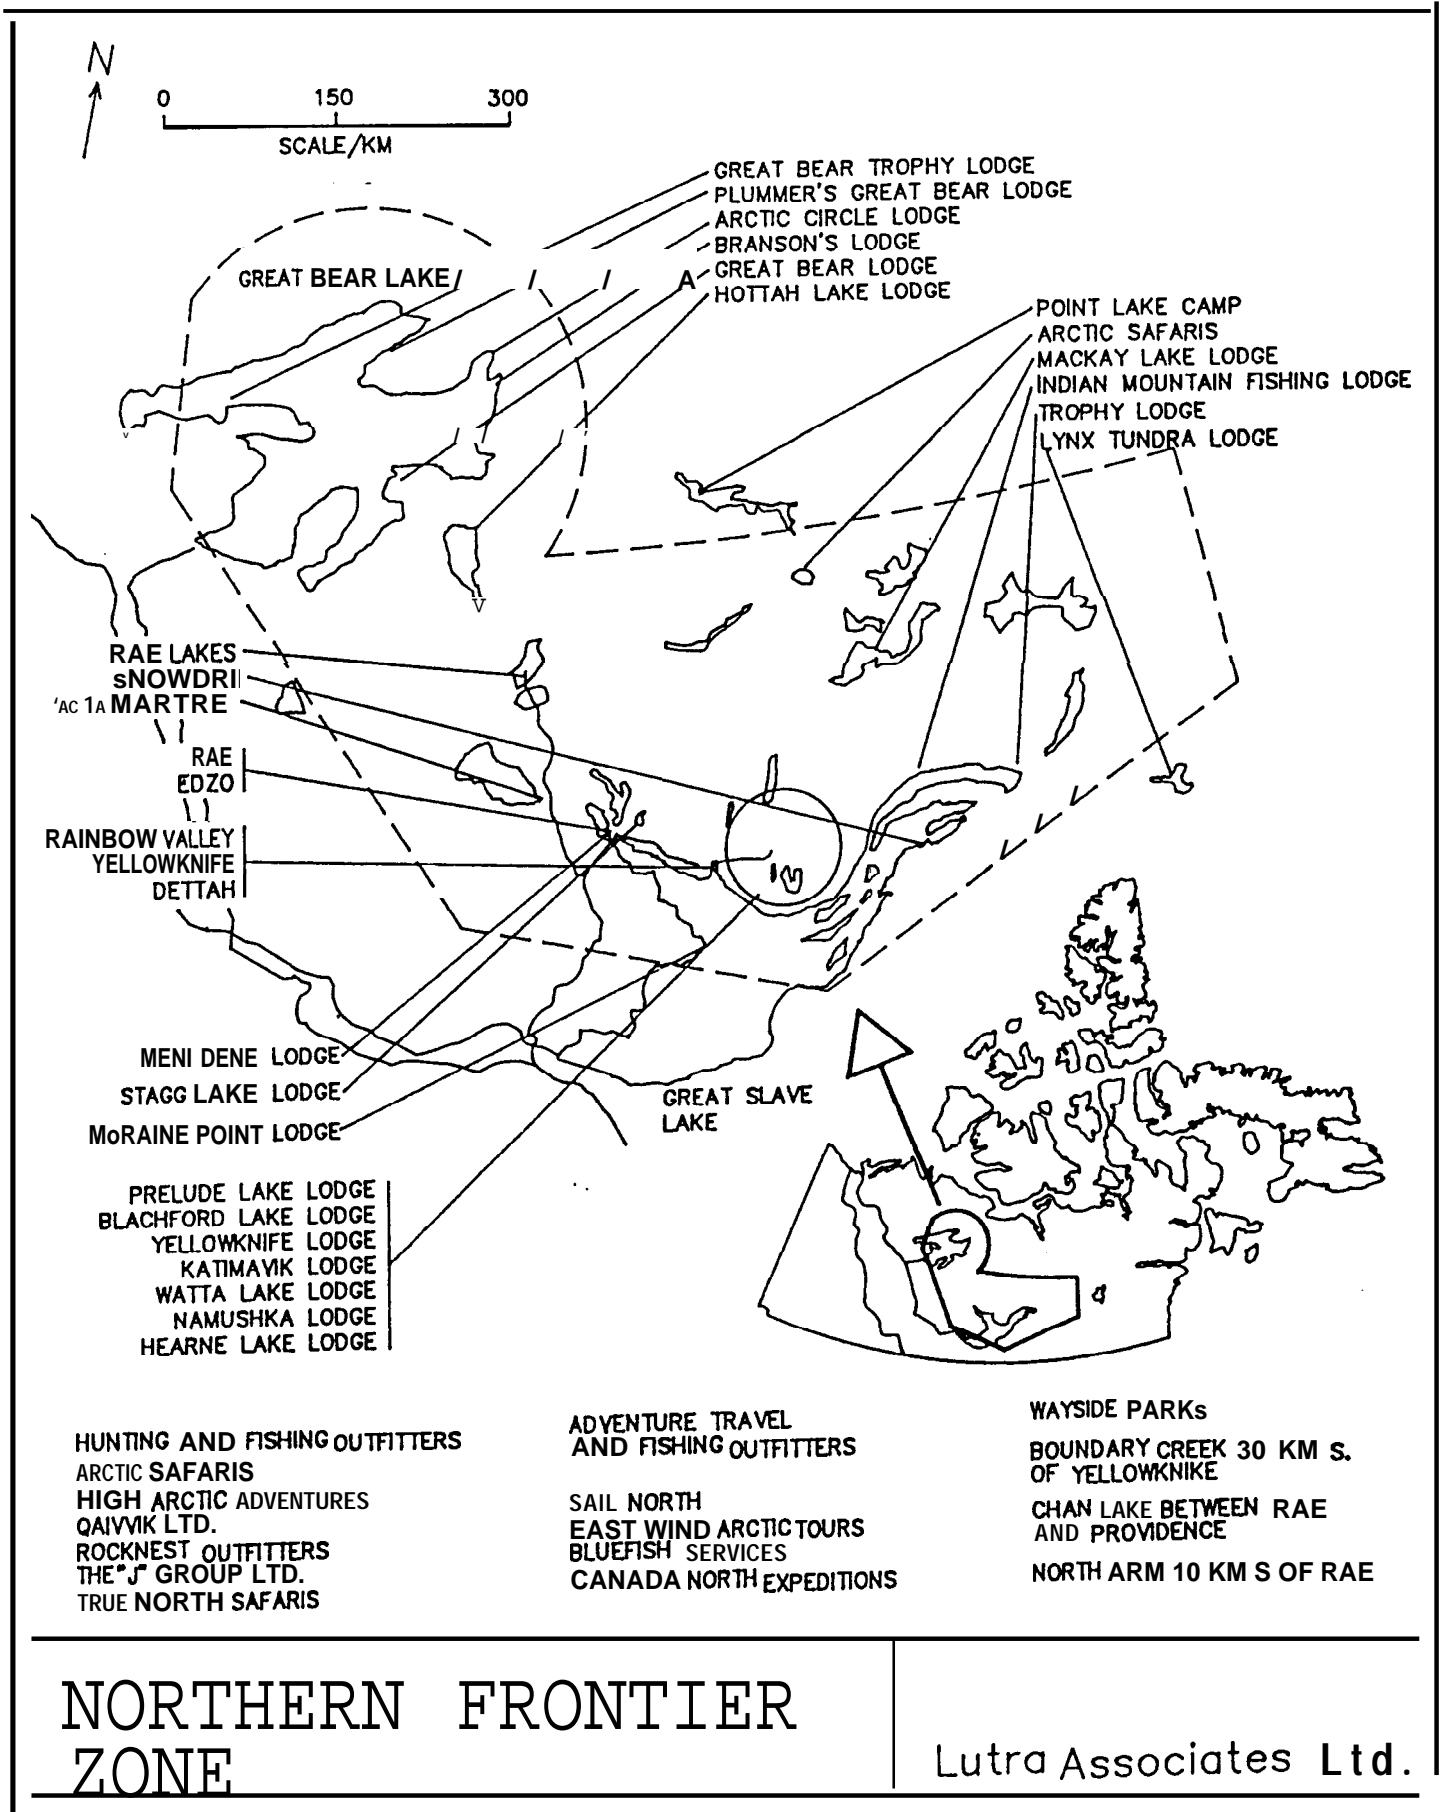 N
0 150 300
SCALE/KM
GREAT BEAR TROPHY LODGE
PLUMMER'S GREAT BEAR LODGE
ARCTIC CIRCLE LODGE
BRANSON'S LODGE
GREAT BEAR LODGE
HOTTAH LAKE LODGE
GREAT BEAR LAKE/ / / A
POINT LAKE CAMP
ARCTIC SAFARIS
MACKAY LAKE LODGE
INDIAN MOUNTAIN FISHING LODGE
TROPHY LODGE
LYNX TUNDRA LODGE
V
V
RAE LAKES
sNOWDRI
'AC 1A MARTRE
RAE
EDZO
RAINBOW VALLEY
YELLOWKNIFE
DETTAH
MENI DENE LODGE
STAGG LAKE LODGE
MoRAINE POINT LODGE
GREAT SLAVE
LAKE
PRELUDE LAKE LODGE
BLACHFORD LAKE LODGE
YELLOWKNIFE LODGE
KATIMAVIK LODGE
WATTA LAKE LODGE
NAMUSHKA LODGE
HEARNE LAKE LODGE
HUNTING AND FISHING OUTFITTERS
ARCTIC SAFARIS
HIGH ARCTIC ADVENTURES
QAIVVIK LTD.
ROCKNEST OUTFITTERS
THE "J" GROUP LTD.
TRUE NORTH SAFARIS
ADVENTURE TRAVEL
AND FISHING OUTFITTERS
SAIL NORTH
EAST WIND ARCTIC TOURS
BLUEFISH SERVICES
CANADA NORTH EXPEDITIONS
WAYSIDE PARKs
BOUNDARY CREEK 30 KM S.
OF YELLOWKNIKE
CHAN LAKE BETWEEN RAE
AND PROVIDENCE
NORTH ARM 10 KM S OF RAE
NORTHERN FRONTIER
ZONE
Lutra Associates Ltd.